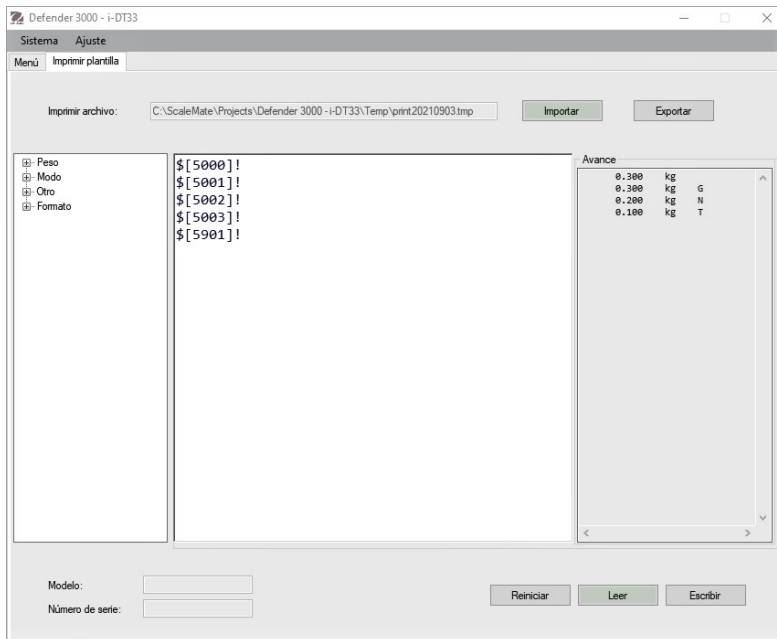 Defender 3000 - i-DT33
Sistema Ajuste
Menú Imprimir plantilla
Imprimir archivo: C:\ScaleMate\Projects\Defender 3000 - i-DT33\Temp\print20210903.tmp Importar Exportar
Peso
Modo
Otro
Formato
$[5000]!
$[5001]!
$[5002]!
$[5003]!
$[5901]!
Avance
0.300 kg
0.300 kg G
0.200 kg N
0.100 kg T
Modelo:
Número de serie:
Reiniciar Leer Escribir